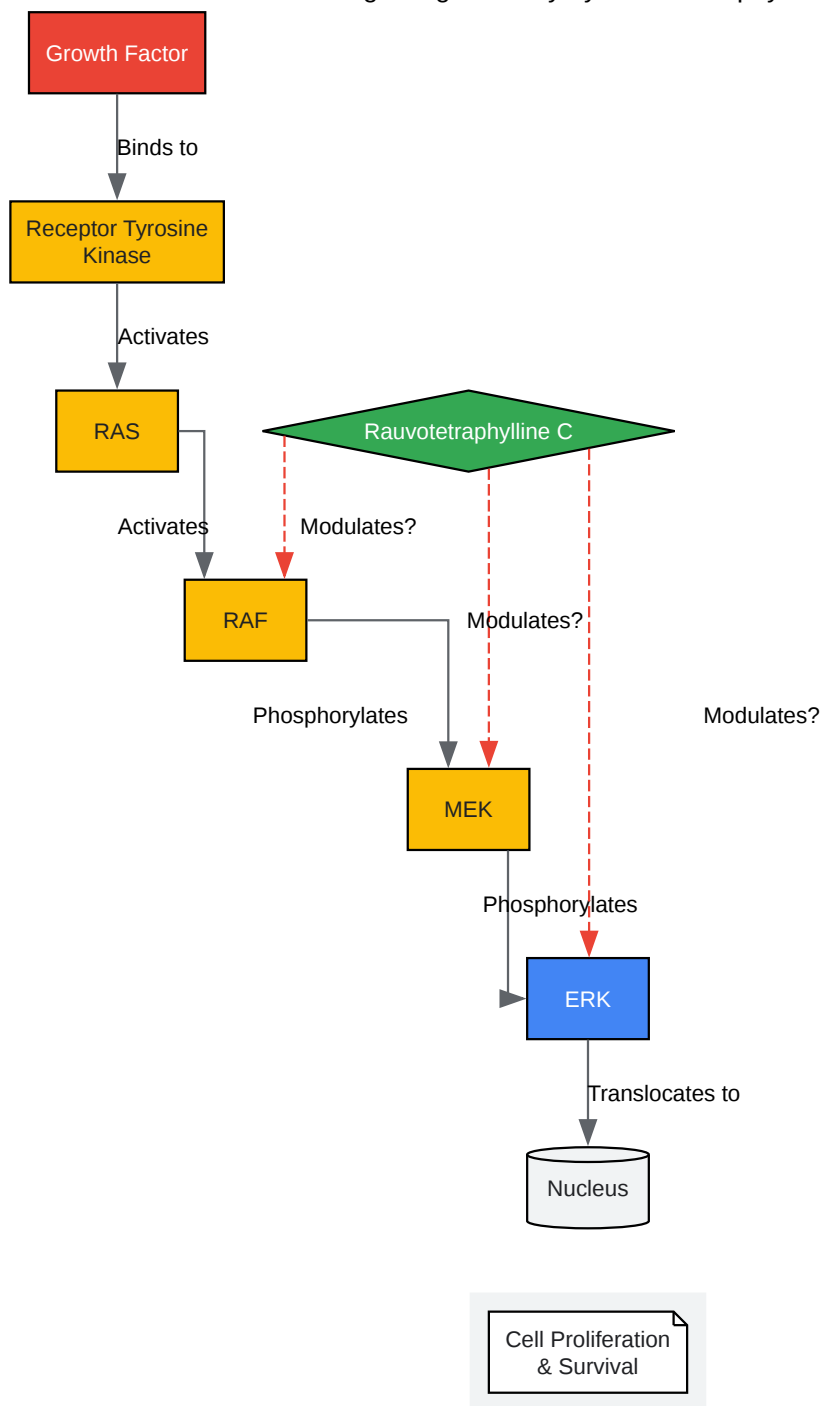 Growth Factor
Binds to
Receptor Tyrosine
Kinase
Activates
RAS
Rauvotetraphylline C
Activates
Modulates?
RAF
Modulates?
Phosphorylates
Modulates?
MEK
Phosphorylates
ERK
Translocates to
Nucleus
Cell Proliferation
& Survival